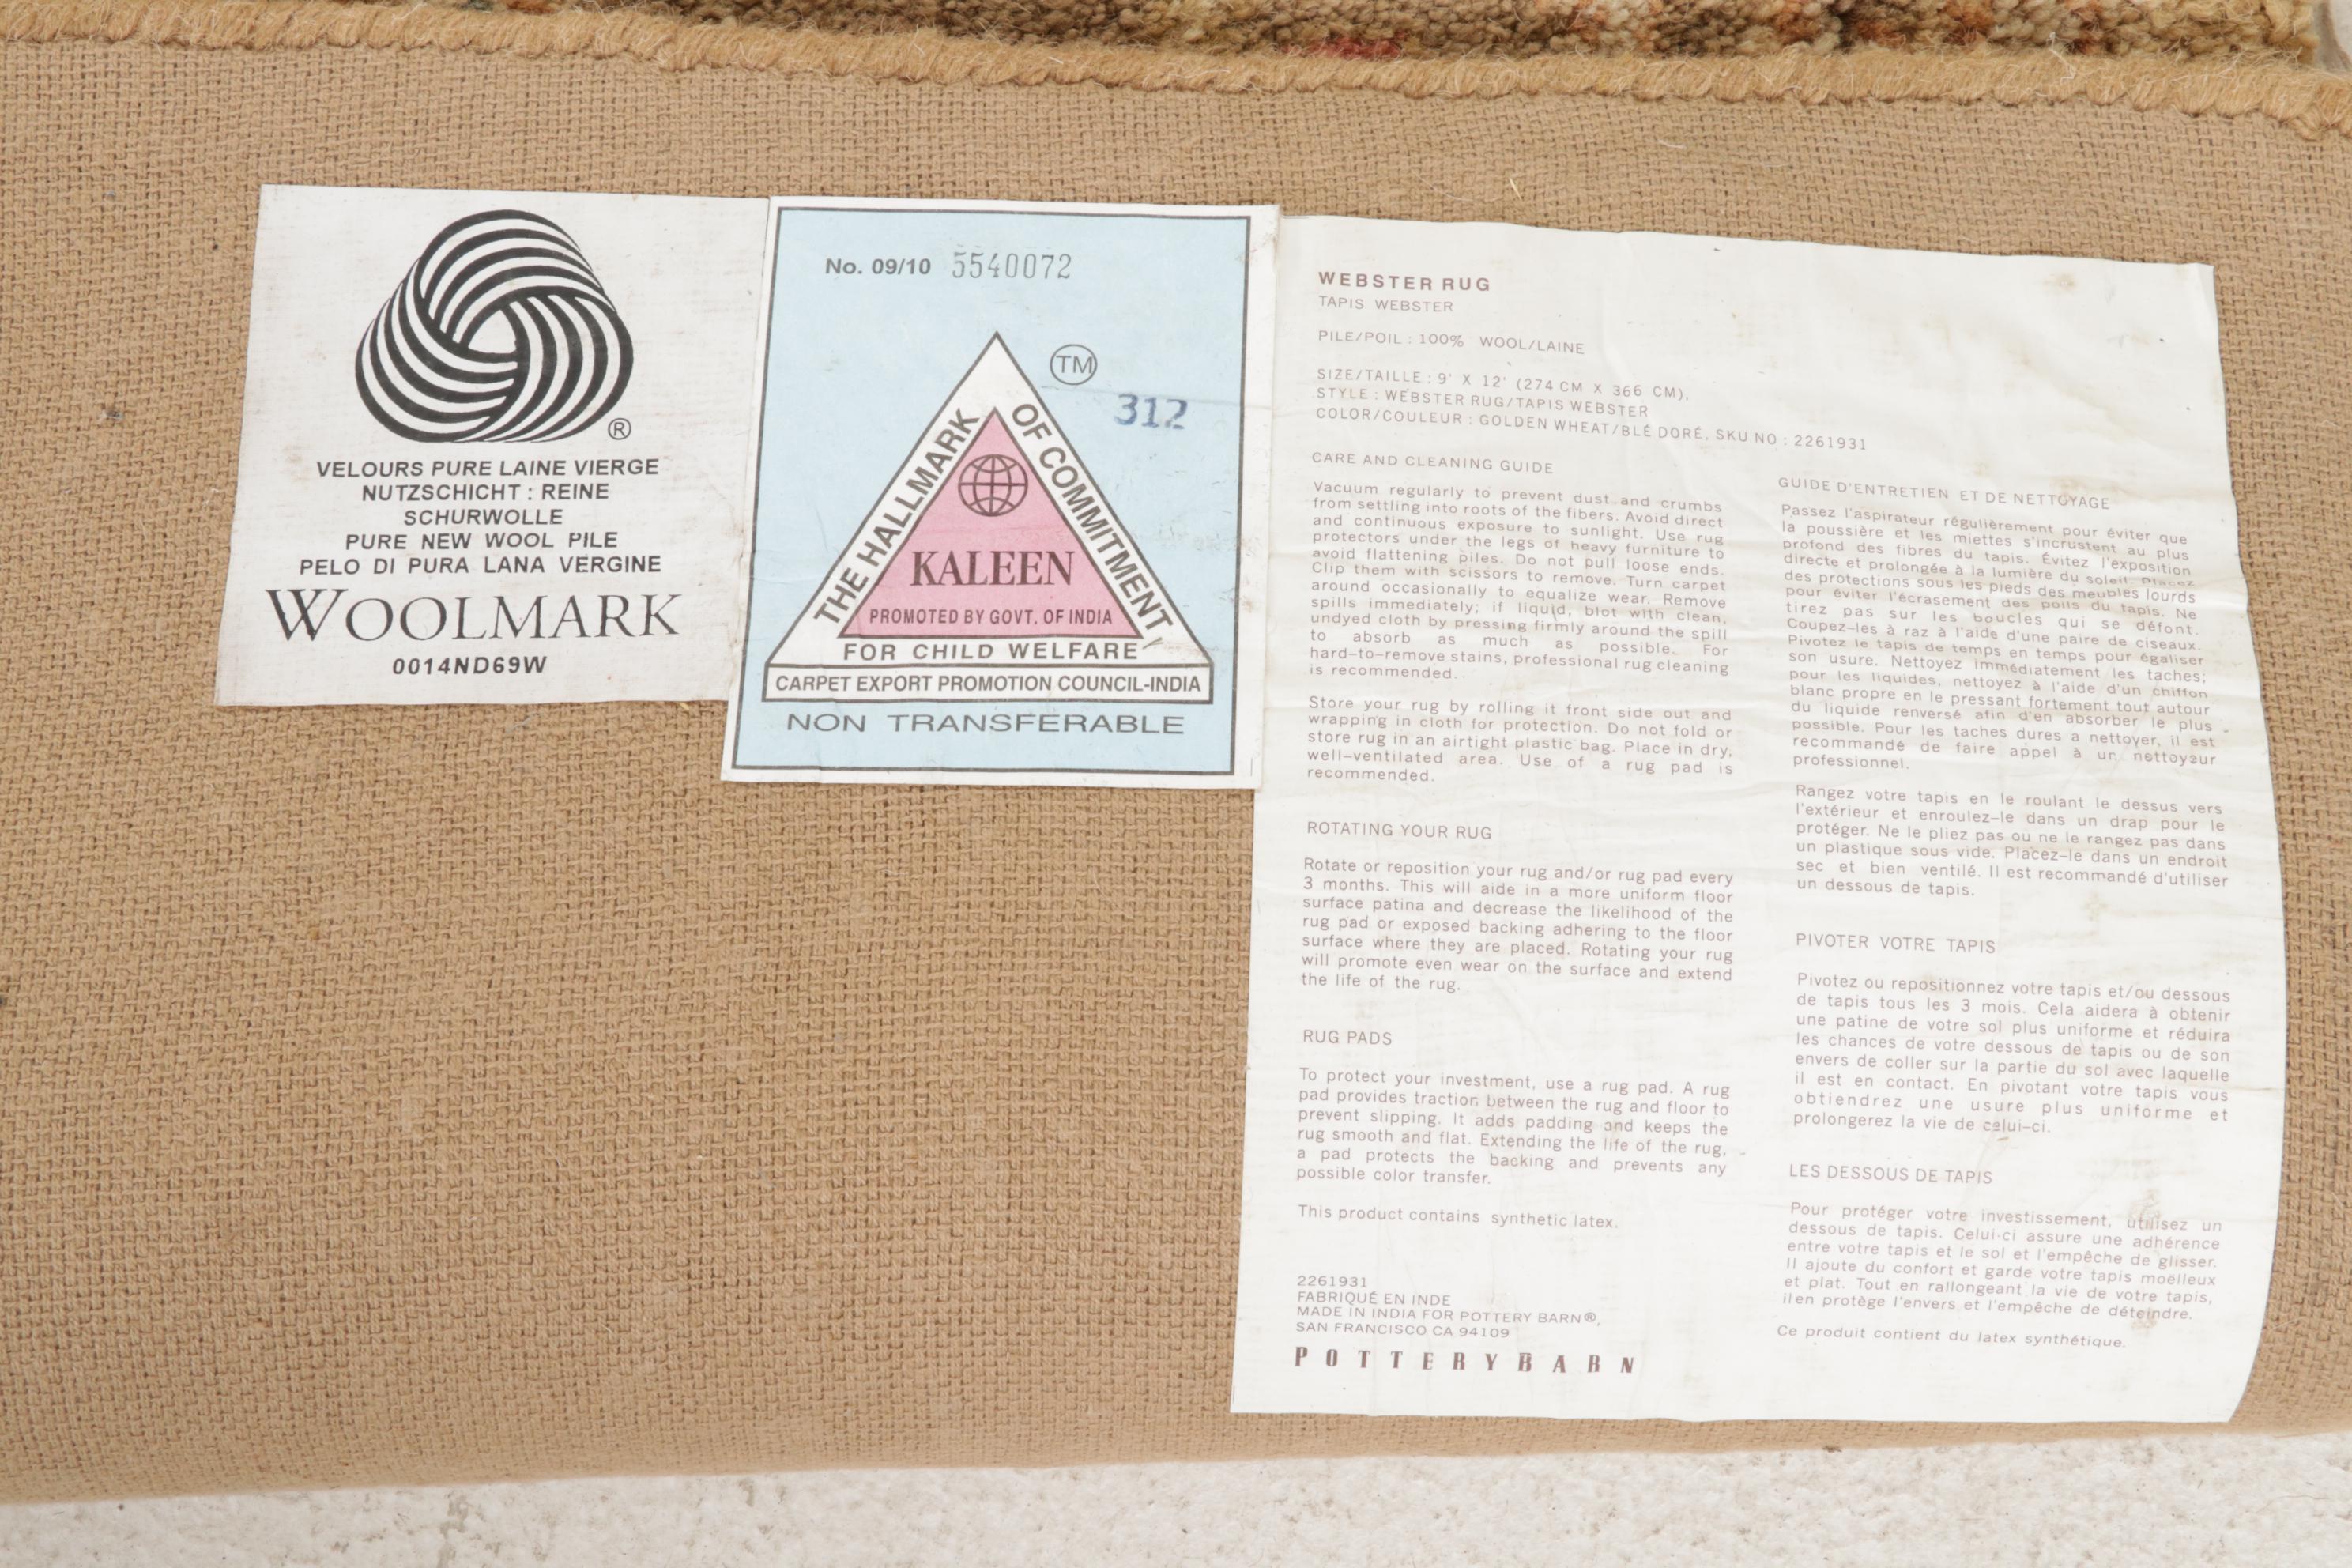 ®
VELOURS PURE LAINE VIERGE
NUTZSCHICHT : REINE
SCHURWOLLE
PURE NEW WOOL PILE
PELO DI PURA LANA VERGINE
WOOLMARK
0014ND69W
No. 09/10 5540072
TM
312
THE HALLMARK OF COMMITMENT
KALEEN
PROMOTED BY GOVT. OF INDIA
FOR CHILD WELFARE
CARPET EXPORT PROMOTION COUNCIL-INDIA
NON TRANSFERABLE
WEBSTER RUG
TAPIS WEBSTER
PILE/POIL : 100% WOOL/LAINE
SIZE/TAILLE : 9' X 12' (274 CM X 366 CM),
STYLE : WEBSTER RUG/TAPIS WEBSTER
COLOR/COULEUR : GOLDEN WHEAT/BLÉ DORÉ, SKU NO : 2261931
CARE AND CLEANING GUIDE
Vacuum regularly to prevent dust and crumbs
from settling into roots of the fibers. Avoid direct
and continuous exposure to sunlight. Use rug
protectors under the legs of heavy furniture to
avoid flattening piles. Do not pull loose ends.
Clip them with scissors to remove. Turn carpet
around occasionally to equalize wear. Remove
spills immediately; if liquid, blot with clean,
undyed cloth by pressing firmly around the spill
to absorb as much as possible. For
hard-to-remove stains, professional rug cleaning
is recommended.
Store your rug by rolling it front side out and
wrapping in cloth for protection. Do not fold or
store rug in an airtight plastic bag. Place in dry,
well-ventilated area. Use of a rug pad is
recommended.
ROTATING YOUR RUG
Rotate or reposition your rug and/or rug pad every
3 months. This will aide in a more uniform floor
surface patina and decrease the likelihood of the
rug pad or exposed backing adhering to the floor
surface where they are placed. Rotating your rug
will promote even wear on the surface and extend
the life of the rug.
RUG PADS
To protect your investment, use a rug pad. A rug
pad provides traction between the rug and floor to
prevent slipping. It adds padding and keeps the
rug smooth and flat. Extending the life of the rug,
a pad protects the backing and prevents any
possible color transfer.
This product contains synthetic latex.
2261931
FABRIQUÉ EN INDE
MADE IN INDIA FOR POTTERY BARN®,
SAN FRANCISCO CA 94109
POTTERYBARN
GUIDE D'ENTRETIEN ET DE NETTOYAGE
Passez l'aspirateur régulièrement pour éviter que
la poussière et les miettes s'incrustent au plus
profond des fibres du tapis. Évitez l'exposition
directe et prolongée à la lumière du soleil. Placez
des protections sous les pieds des meubles lourds
pour éviter l'écrasement des poils du tapis. Ne
tirez pas sur les boucles qui se défont.
Coupez-les à raz à l'aide d'une paire de ciseaux.
Pivotez le tapis de temps en temps pour égaliser
son usure. Nettoyez immédiatement les taches;
pour les liquides, nettoyez à l'aide d'un chiffon
blanc propre en le pressant fortement tout autour
du liquide renversé afin d'en absorber le plus
possible. Pour les taches dures a nettoyer, il est
recommandé de faire appel à un nettoyeur
professionnel.
Rangez votre tapis en le roulant le dessus vers
l'extérieur et enroulez-le dans un drap pour le
protéger. Ne le pliez pas ou ne le rangez pas dans
un plastique sous vide. Placez-le dans un endroit
sec et bien ventilé. Il est recommandé d'utiliser
un dessous de tapis.
PIVOTER VOTRE TAPIS
Pivotez ou repositionnez votre tapis et/ou dessous
de tapis tous les 3 mois. Cela aidera à obtenir
une patine de votre sol plus uniforme et réduira
les chances de votre dessous de tapis ou de son
envers de coller sur la partie du sol avec laquelle
il est en contact. En pivotant votre tapis vous
obtiendrez une usure plus uniforme et
prolongerez la vie de celui-ci.
LES DESSOUS DE TAPIS
Pour protéger votre investissement, utilisez un
dessous de tapis. Celui-ci assure une adhérence
entre votre tapis et le sol et l'empêche de glisser.
Il ajoute du confort et garde votre tapis moëlleux
et plat. Tout en rallongeant la vie de votre tapis,
ilen protège l'envers et l'empêche de déteindre.
Ce produit contient du latex synthétique.